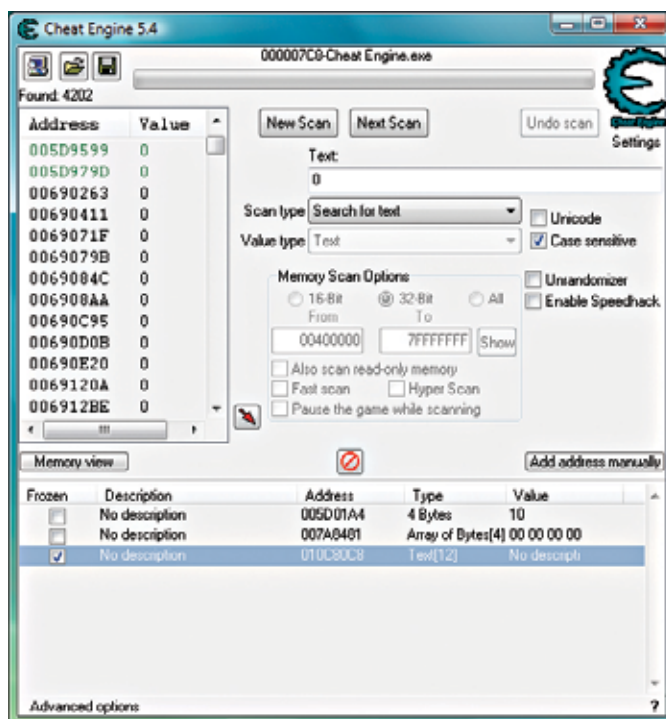 Cheat Engine 5.4
000007C8-Cheat Engine.exe
Found: 4202
Address Value
005D9599 0
005D979D 0
00690263 0
00690411 0
0069071F 0
0069079B 0
0069084C 0
006908AA 0
00690C95 0
00690D0B 0
00690E20 0
0069120A 0
006912BE 0
New Scan Next Scan Undo scan
Cheat Engine
Settings
Text:
0
Scan type Search for text
Value type Text
Unicode
Case sensitive
Memory Scan Options
16-Bit 32-Bit All
From To
00400000 7FFFFFFF Show
Also scan read-only memory
Fast scan Hyper Scan
Pause the game while scanning
Unrandomizer
Enable Speedhack
Memory view Add address manually
Frozen Description Address Type Value
No description 005D01A4 4 Bytes 10
No description 007A8481 Array of Bytes[4] 00 00 00 00
No description 010C80C8 Text[12] No descripti
Advanced options ?